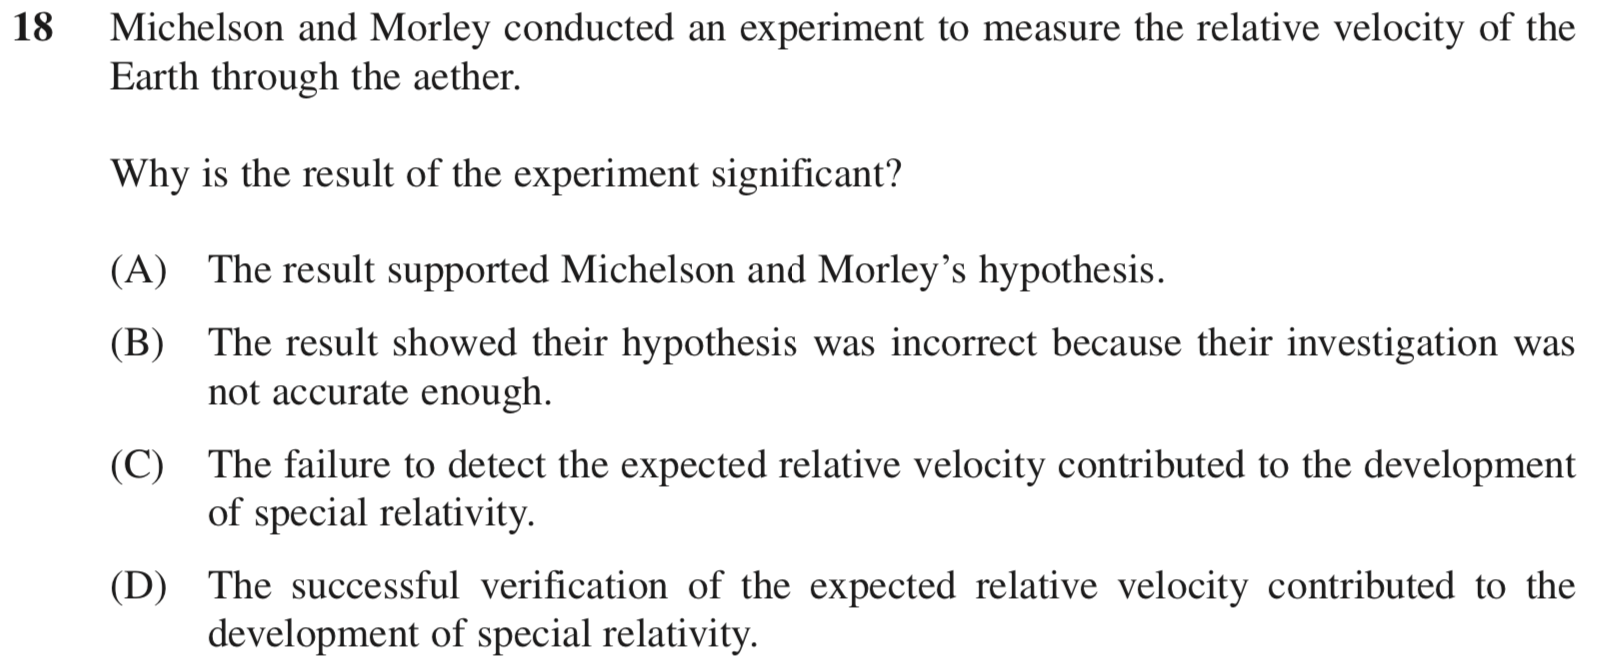 18 Michelson and Morley conducted an experiment to measure the relative velocity of the
Earth through the aether.
Why is the result of the experiment significant?
(A) The result supported Michelson and Morley’s hypothesis.
(B) The result showed their hypothesis was incorrect because their investigation was
not accurate enough.
(C) The failure to detect the expected relative velocity contributed to the development
of special relativity.
(D) The successful verification of the expected relative velocity contributed to the
development of special relativity.